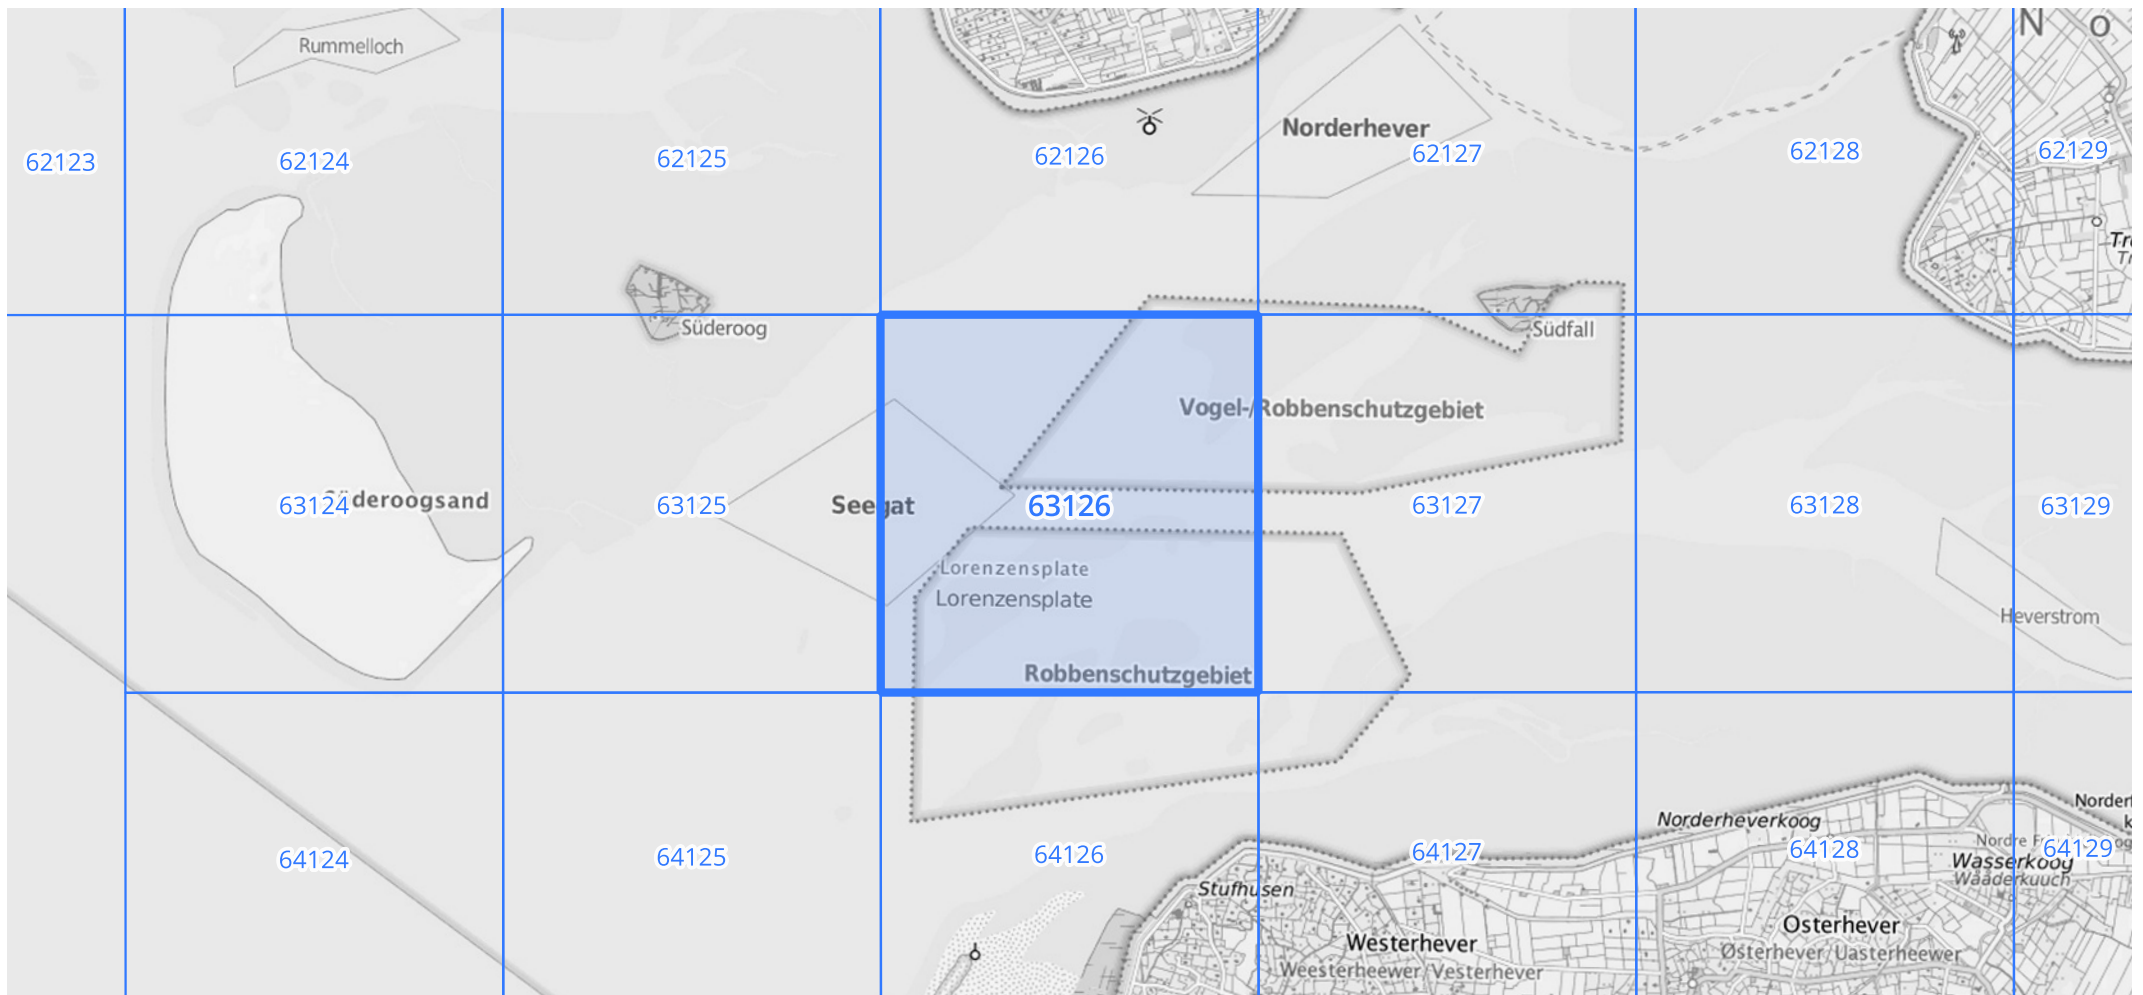 Rummelloch
N o
Norderhever
62123
62124
62125
62126
62127
62128
62129
Süderoog
Südfall
Vogel-/Robbenschutzgebiet
deroogsand
63124
63125
Seegat
63126
63127
63128
63129
Lorenzensplate
Lorenzensplate
Heverstrom
Robbenschutzgebiet
Norderheverkoog
64124
64125
64126
64127
64128
64129
Stufhusen
Wasserkoog
Waaderkuuch
Westerhever
Weesterheewer/Vesterhever
Osterhever
Østerhever/Uasterheewer